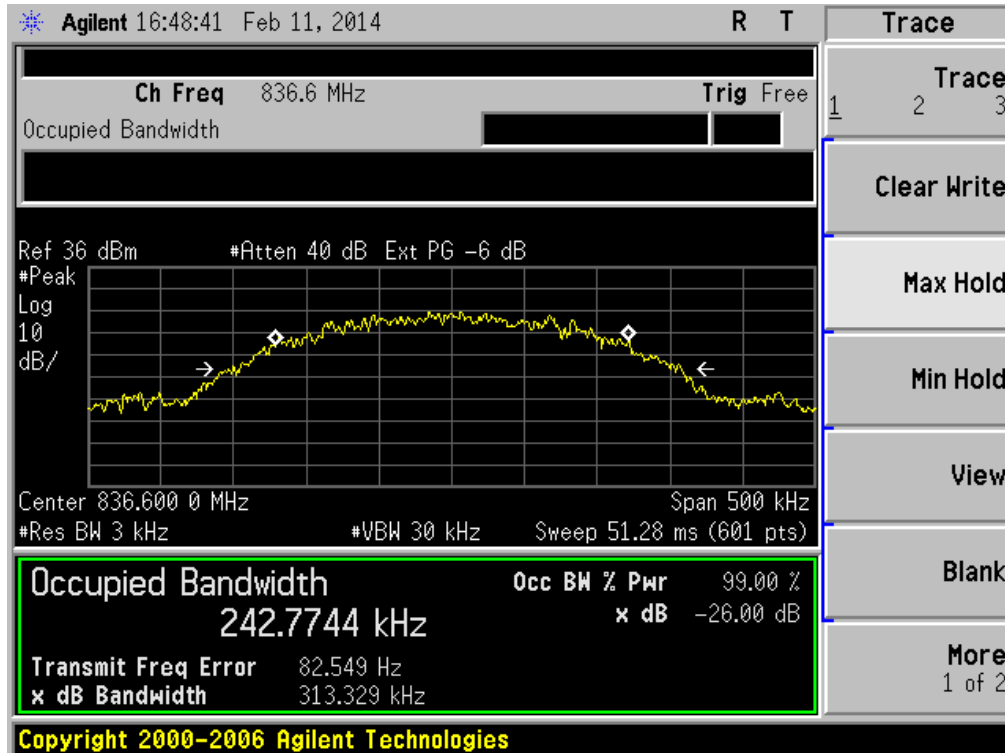 Agilent 16:48:41 Feb 11, 2014 R T Trace
Ch Freq 836.6 MHz Trig Free
Occupied Bandwidth
Trace
1 2 3
Clear Write
Max Hold
Min Hold
View
Blank
More
1 of 2
Ref 36 dBm #Atten 40 dB Ext PG -6 dB
#Peak
Log
10
dB/
Center 836.600 0 MHz Span 500 kHz
#Res BW 3 kHz #VBW 30 kHz Sweep 51.28 ms (601 pts)
Occupied Bandwidth Occ BW % Pwr 99.00 %
242.7744 kHz x dB -26.00 dB
Transmit Freq Error 82.549 Hz
x dB Bandwidth 313.329 kHz
Copyright 2000-2006 Agilent Technologies